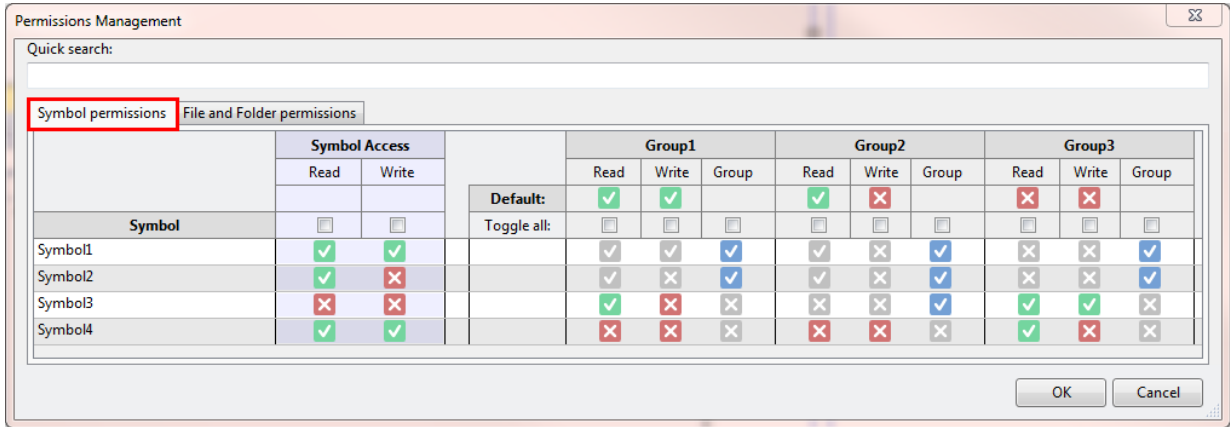 Permissions Management
Quick search:
Symbol permissions File and Folder permissions
Symbol Access Group1 Group2 Group3
Read Write Read Write Group Read Write Group Read Write Group
Default:
Symbol Toggle all:
Symbol1
Symbol2
Symbol3
Symbol4
OK Cancel